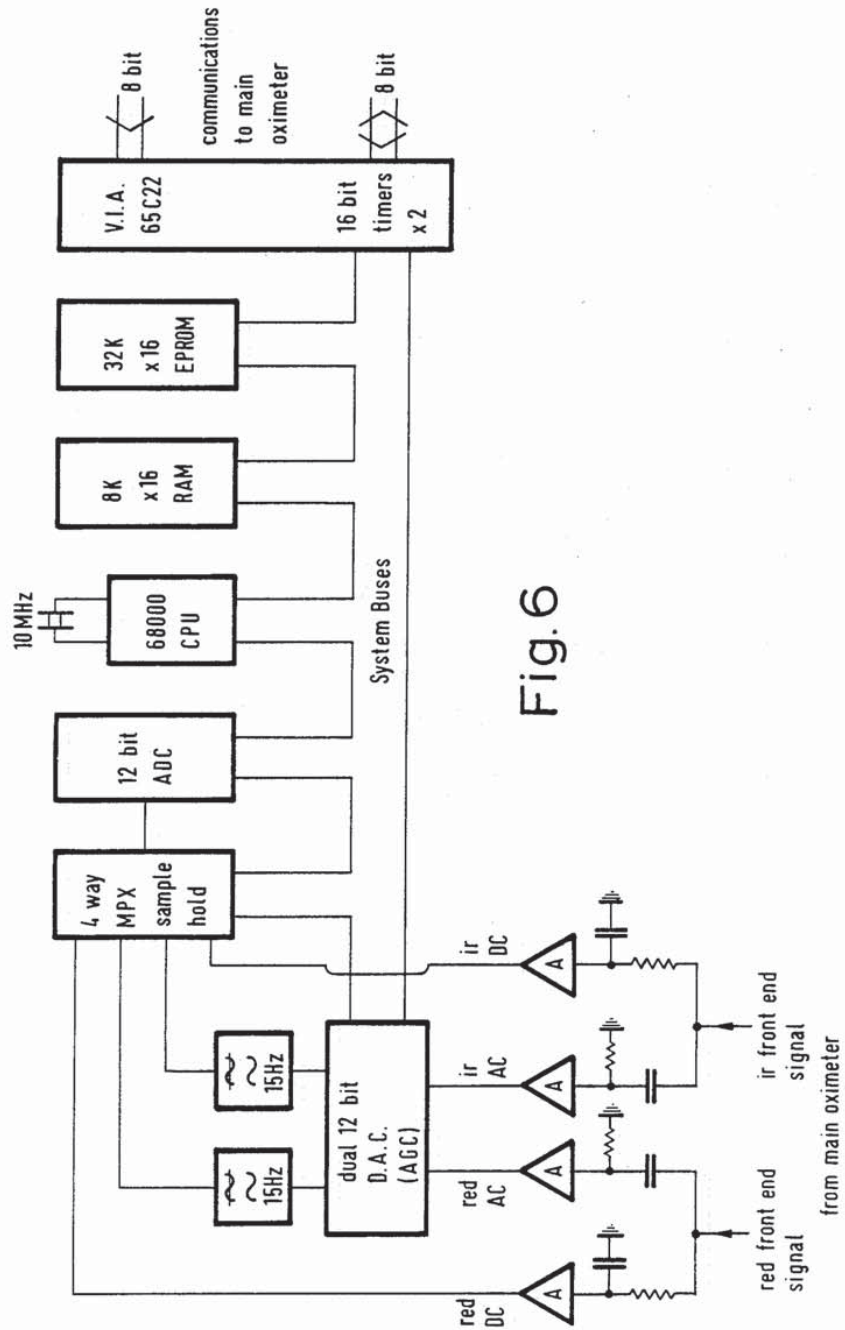 10MHz
4 way
MPX
sample
hold
12 bit
ADC
68000
CPU
8K
x16
RAM
32K
x16
EPROM
V.I.A.
65C22
16 bit
timers
x 2
8 bit
communications
to main
oximeter
8 bit
System Buses
15Hz
15Hz
dual 12 bit
D.A.C.
(AGC)
red
DC
red
AC
ir
AC
ir
DC
A
A
A
A
red front end
signal
ir front end
signal
from main oximeter
Fig.6